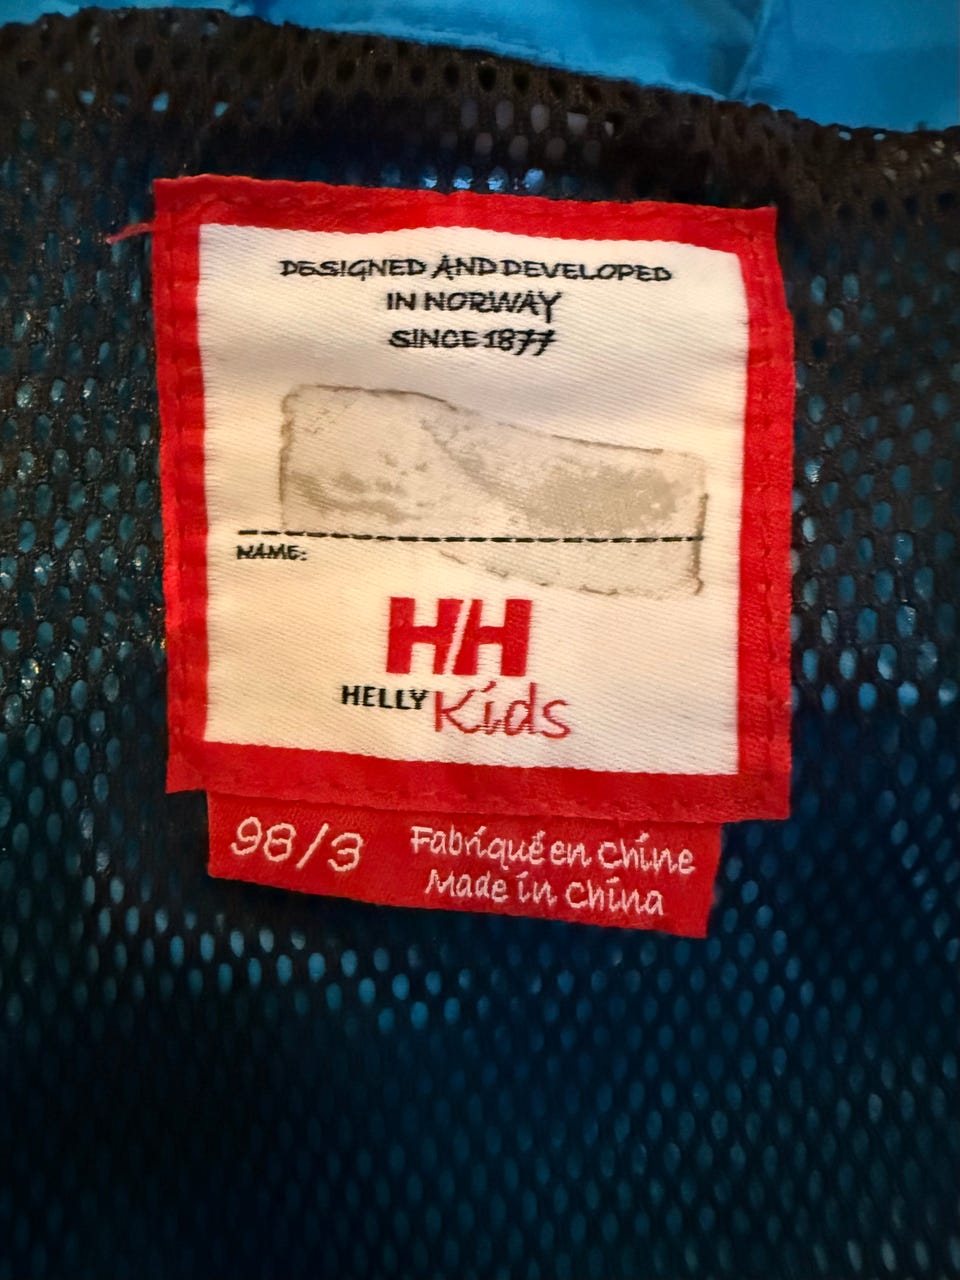 DESIGNED AND DEVELOPED
IN NORWAY
SINCE 1877
NAME:
HH
HELLY Kids
98/3
Fabriqué en Chine
Made in China